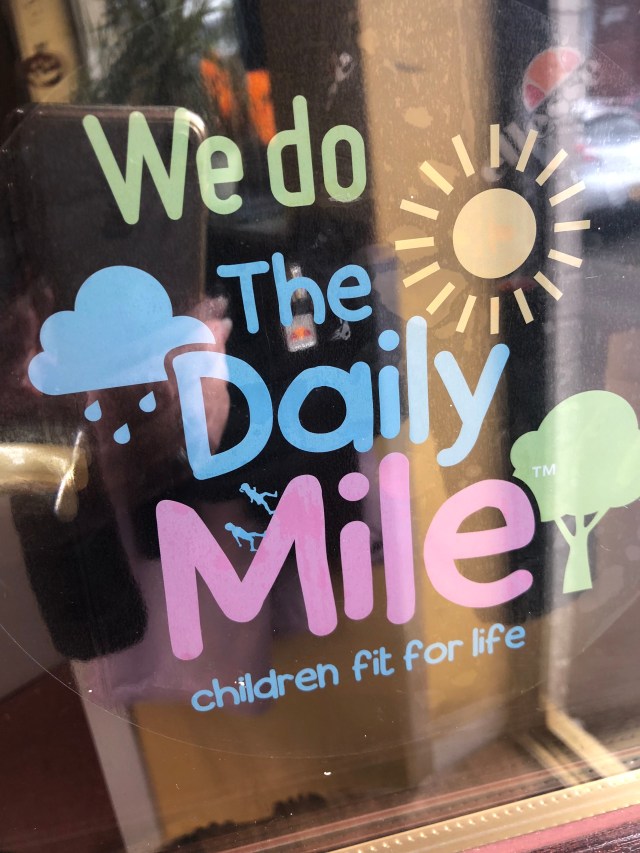 We do
The
Daily
Mile
TM
children fit for life